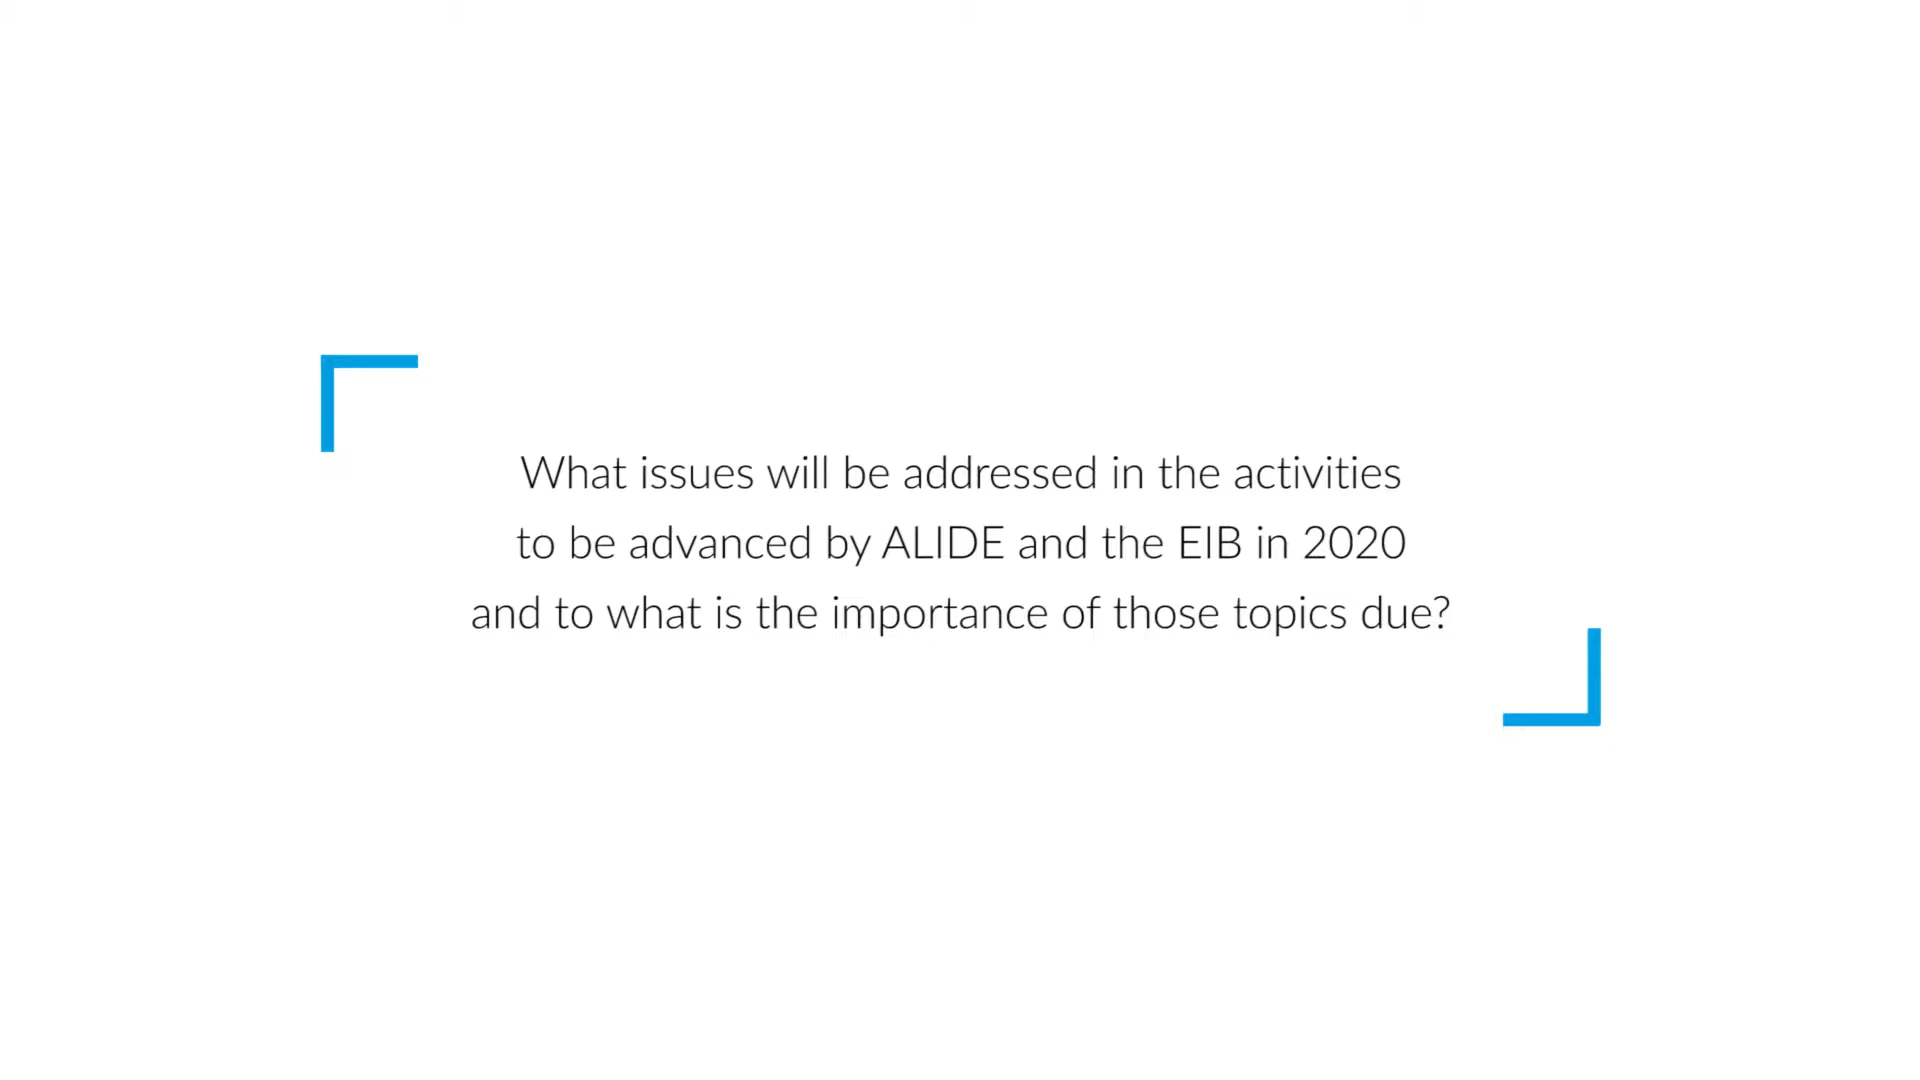 What issues will be addressed in the activities
to be advanced by ALIDE and the EIB in 2020
and to what is the importance of those topics due?